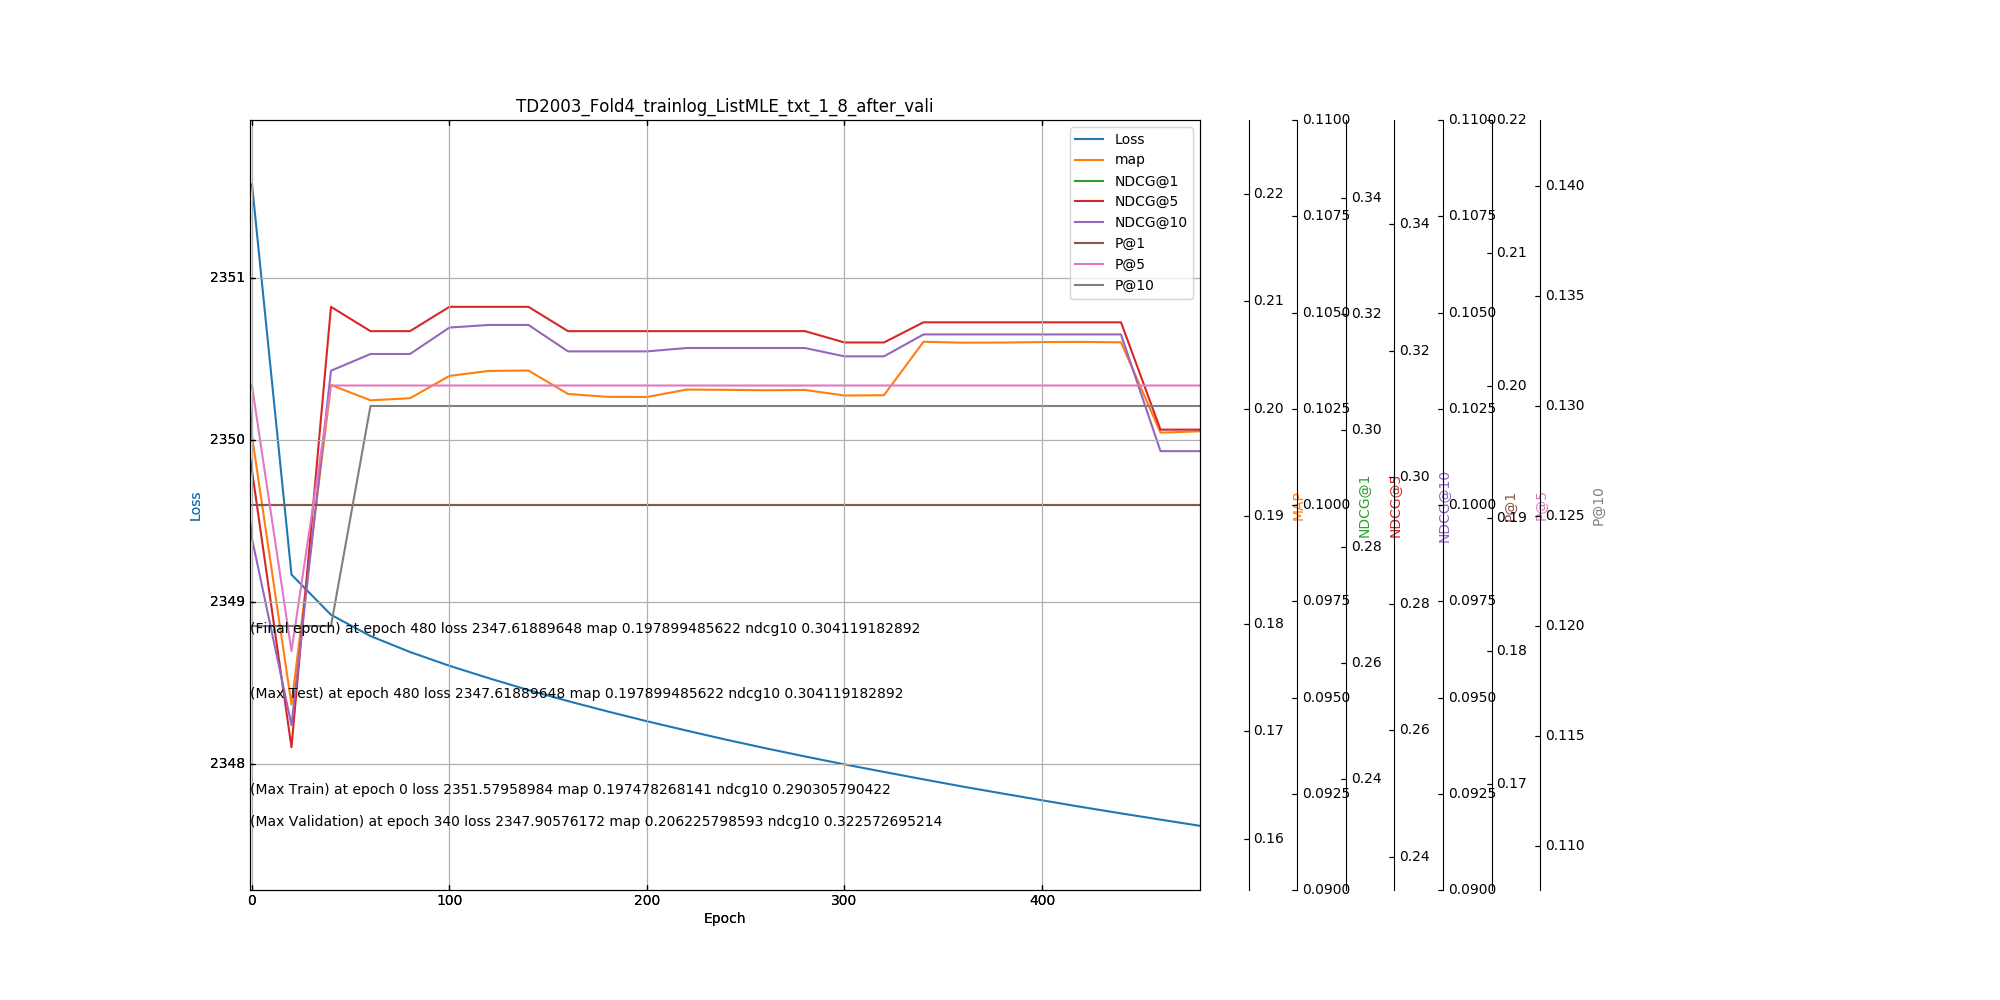 TD2003_Fold4_trainlog_ListMLE_txt_1_8_after_vali
Loss
map
NDCG@1
NDCG@5
NDCG@10
P@1
P@5
P@10
2351
2350
2349
2348
Loss
(Final epoch) at epoch 480 loss 2347.61889648 map 0.197899485622 ndcg10 0.304119182892
(Max Test) at epoch 480 loss 2347.61889648 map 0.197899485622 ndcg10 0.304119182892
(Max Train) at epoch 0 loss 2351.57958984 map 0.197478268141 ndcg10 0.290305790422
(Max Validation) at epoch 340 loss 2347.90576172 map 0.206225798593 ndcg10 0.322572695214
0 100 200 300 400
Epoch
0.22
0.21
0.20
0.19
0.18
0.17
0.16
MAP
0.1100
0.1075
0.1050
0.1025
0.1000
0.0975
0.0950
0.0925
0.0900
NDCG@1
0.34
0.32
0.30
0.28
0.26
0.24
NDCG@5
0.34
0.32
0.30
0.28
0.26
0.24
NDCG@10
0.1100
0.1075
0.1050
0.1025
0.1000
0.0975
0.0950
0.0925
0.0900
P@1
0.22
0.21
0.20
0.19
0.18
0.17
P@5
0.140
0.135
0.130
0.125
0.120
0.115
0.110
P@10